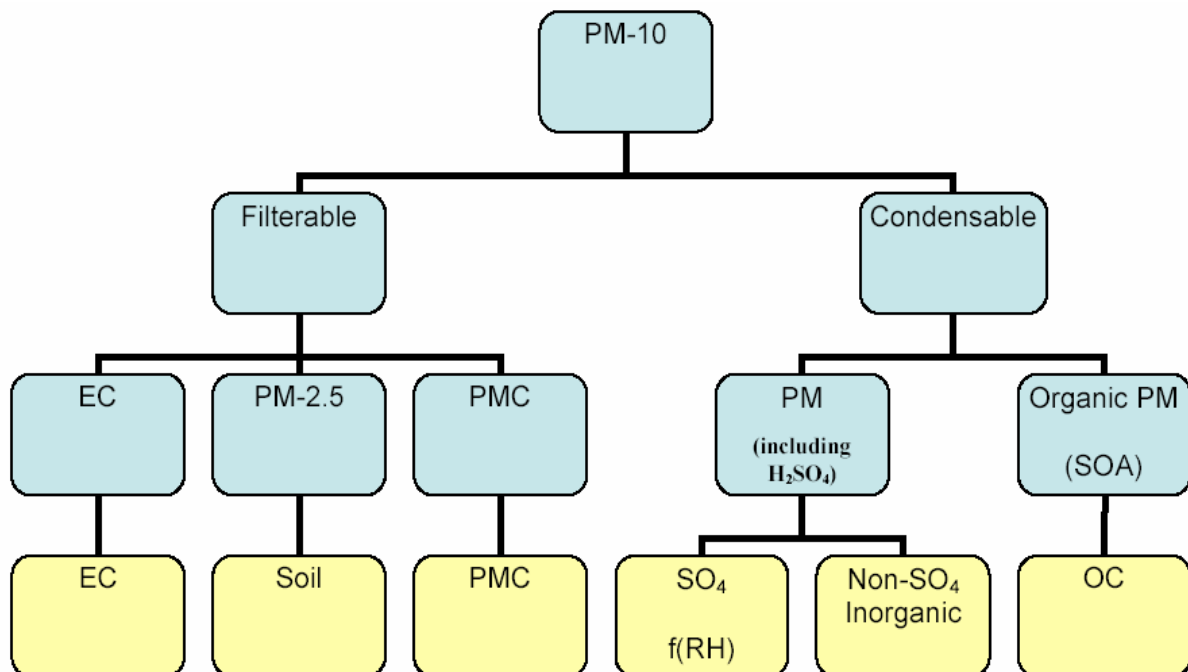 PM-10
Filterable
Condensable
EC
PM-2.5
PMC
PM
(including
H₂SO₄)
Organic PM
(SOA)
EC
Soil
PMC
SO₄
f(RH)
Non-SO₄
Inorganic
OC